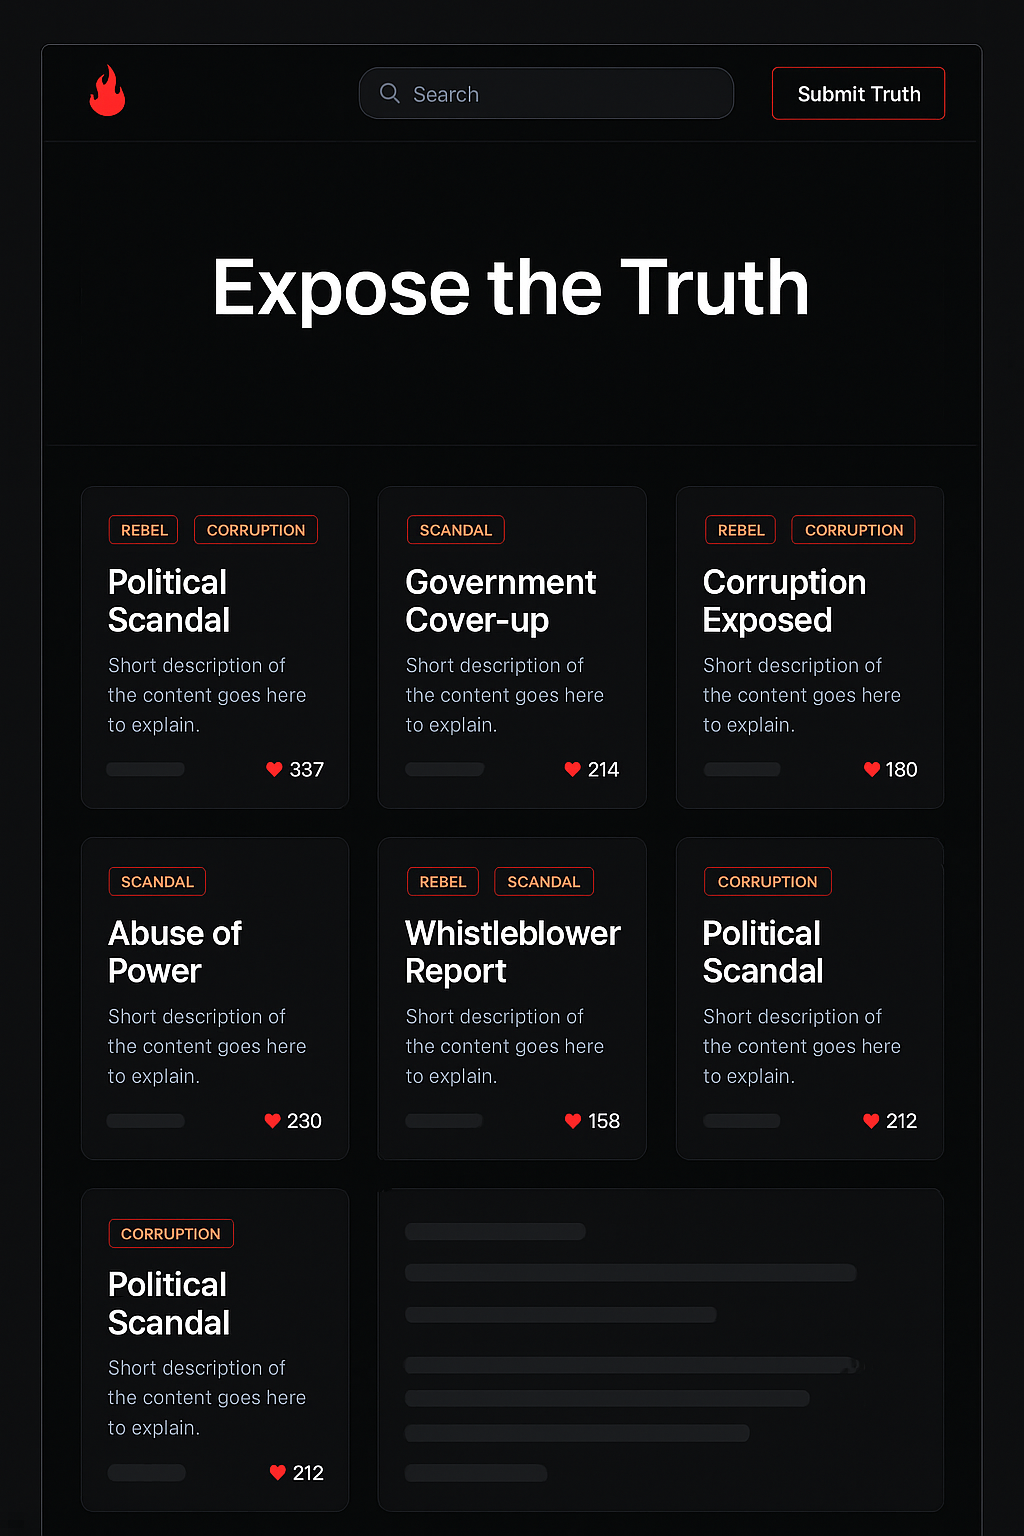 Search
Submit Truth
Expose the Truth
REBEL CORRUPTION
Political
Scandal
Short description of
the content goes here
to explain.
337
SCANDAL
Government
Cover-up
Short description of
the content goes here
to explain.
214
REBEL CORRUPTION
Corruption
Exposed
Short description of
the content goes here
to explain.
180
SCANDAL
Abuse of
Power
Short description of
the content goes here
to explain.
230
REBEL SCANDAL
Whistleblower
Report
Short description of
the content goes here
to explain.
158
CORRUPTION
Political
Scandal
Short description of
the content goes here
to explain.
212
CORRUPTION
Political
Scandal
Short description of
the content goes here
to explain.
212